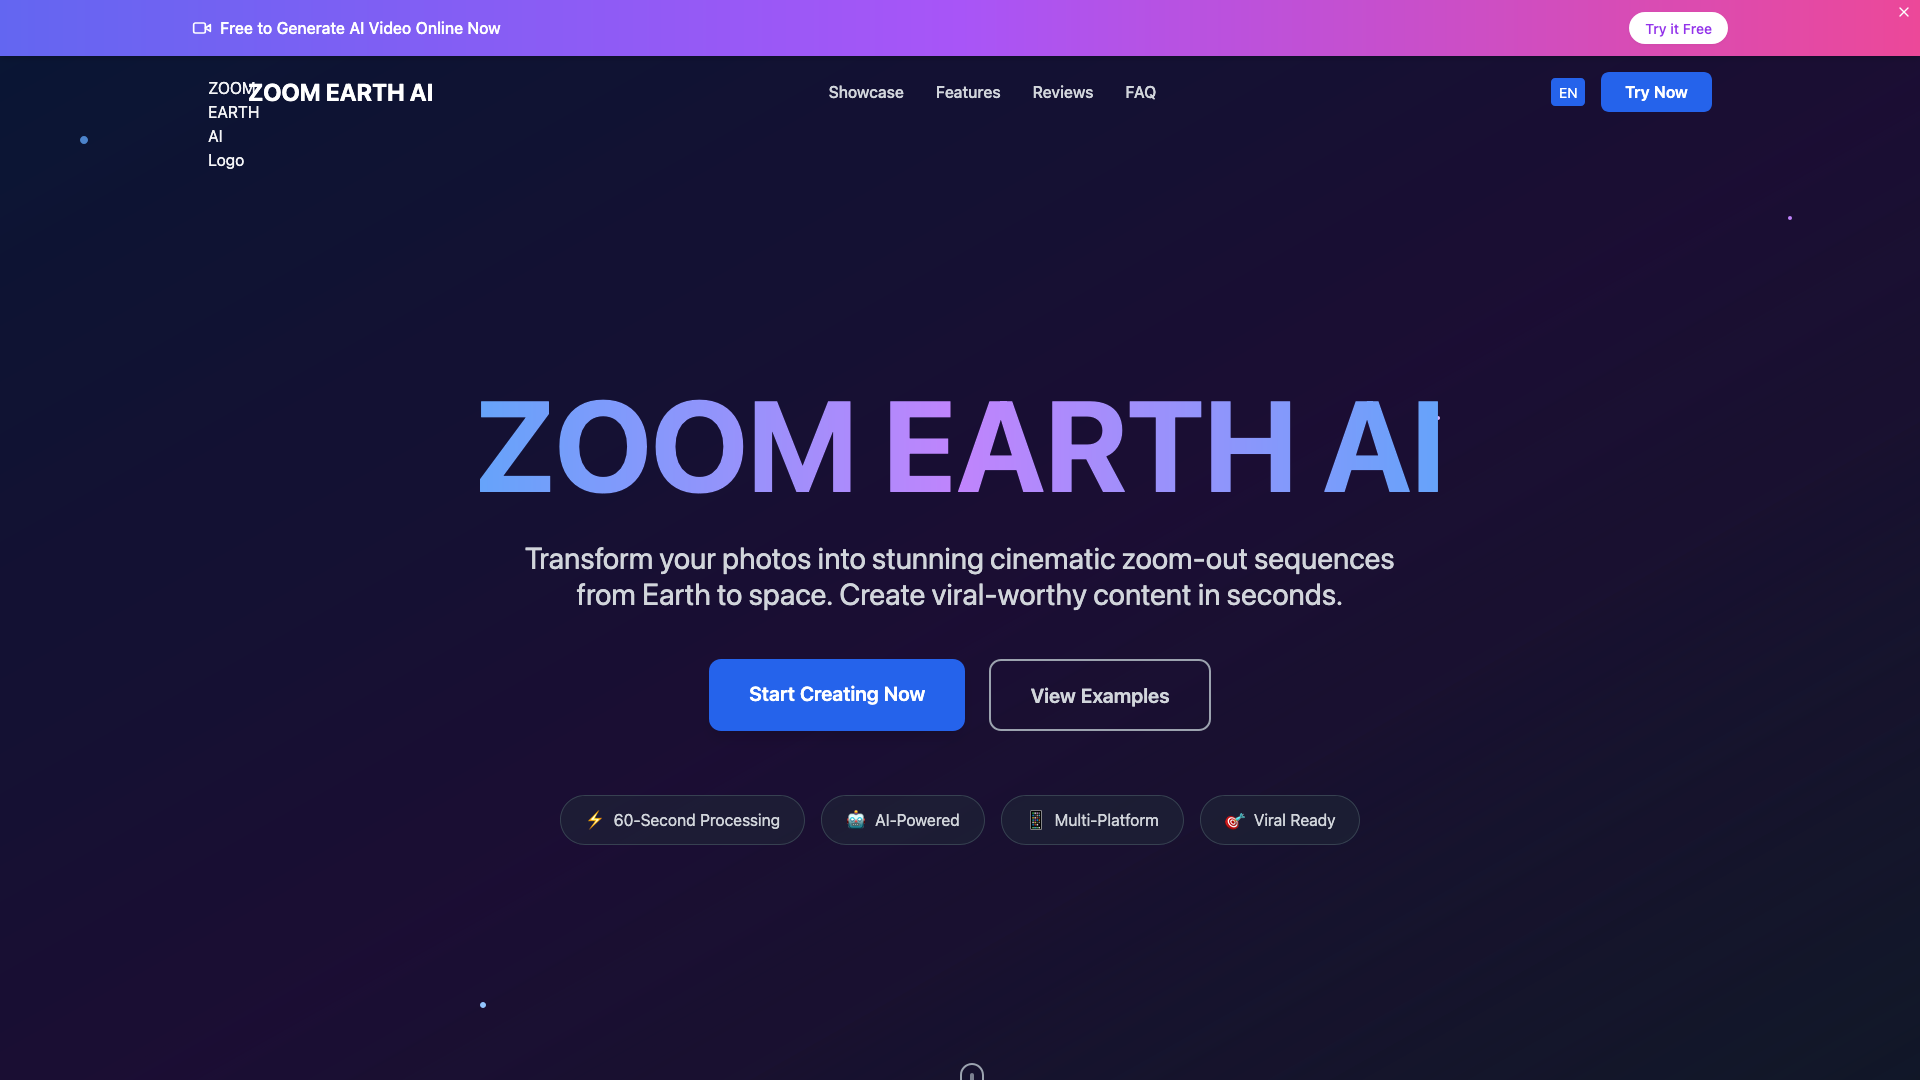 Free to Generate AI Video Online Now
Try it Free
ZOOM
EARTH
AI
Logo
ZOOM EARTH AI
Showcase
Features
Reviews
FAQ
EN
Try Now
ZOOM EARTH AI
Transform your photos into stunning cinematic zoom-out sequences
from Earth to space. Create viral-worthy content in seconds.
Start Creating Now
View Examples
⚡ 60-Second Processing
🤖 AI-Powered
📱 Multi-Platform
🎯 Viral Ready